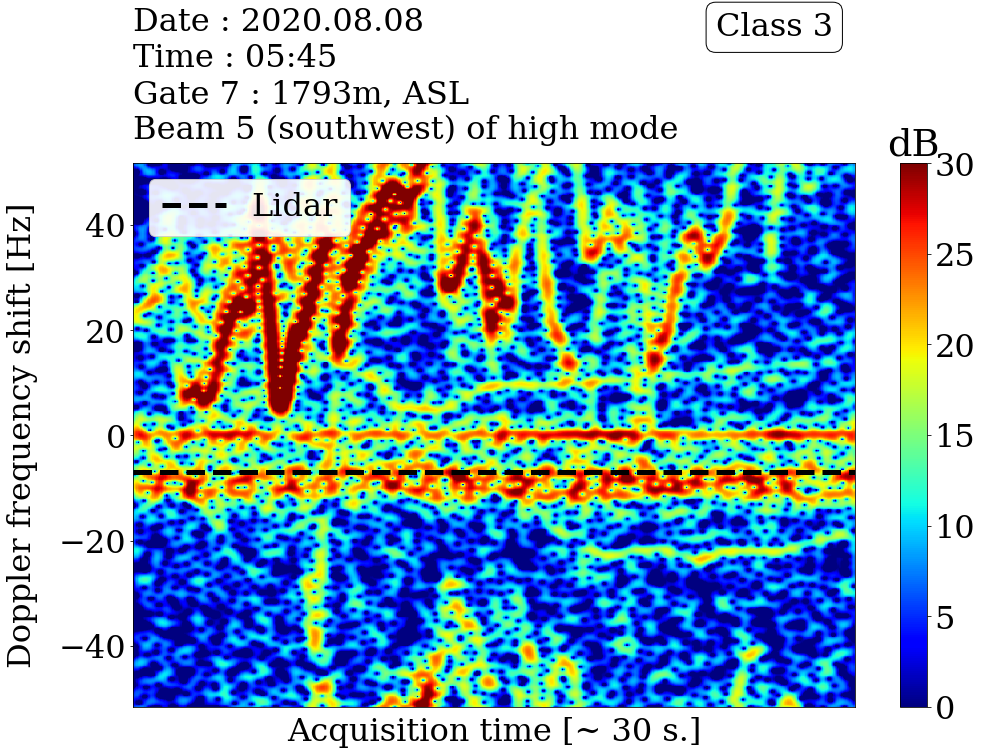 Date : 2020.08.08
Time : 05:45
Gate 7 : 1793m, ASL
Beam 5 (southwest) of high mode
Class 3
dB
Lidar
Doppler frequency shift [Hz]
40
20
0
−20
−40
Acquisition time [~ 30 s.]
30
25
20
15
10
5
0